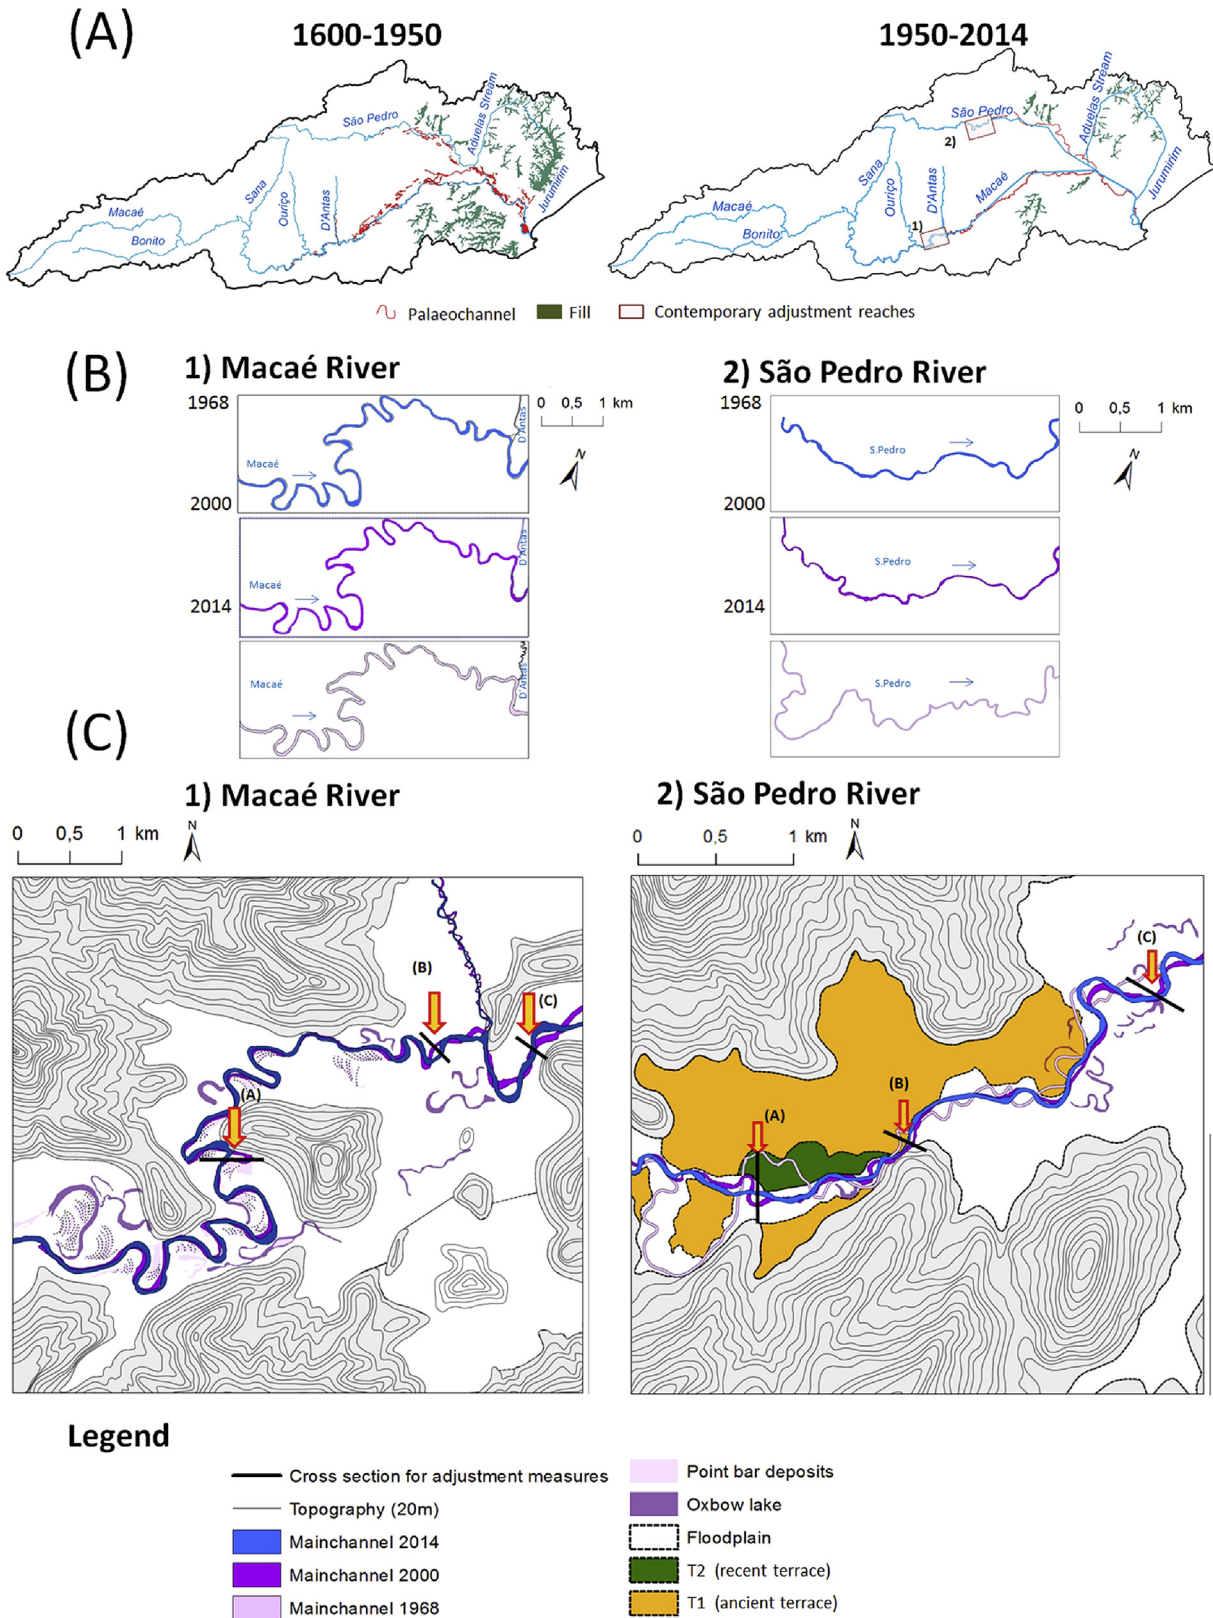 (A)
1600-1950
1950-2014
São Pedro
Aduelas Stream
Sana
Ouriço
D'Antas
Jurumirim
Macaé
Bonito
São Pedro
2)
Aduelas Stream
Sana
Ouriço
D'Antas
Macaé
Jurumirim
Macaé
Bonito
1)
Palaeochannel
Fill
Contemporary adjustment reaches
(B)
1) Macaé River
2) São Pedro River
1968
0 0,5 1 km
D'Antas
Macaé
N
2000
D'Antas
Macaé
2014
D'Antas
Macaé
1968
0 0,5 1 km
S.Pedro
N
2000
S.Pedro
2014
S.Pedro
(C)
1) Macaé River
2) São Pedro River
0 0,5 1 km
N
(B)
(C)
(A)
0 0,5 1 km
N
(C)
(B)
(A)
Legend
Cross section for adjustment measures
Topography (20m)
Mainchannel 2014
Mainchannel 2000
Mainchannel 1968
Point bar deposits
Oxbow lake
Floodplain
T2 (recent terrace)
T1 (ancient terrace)